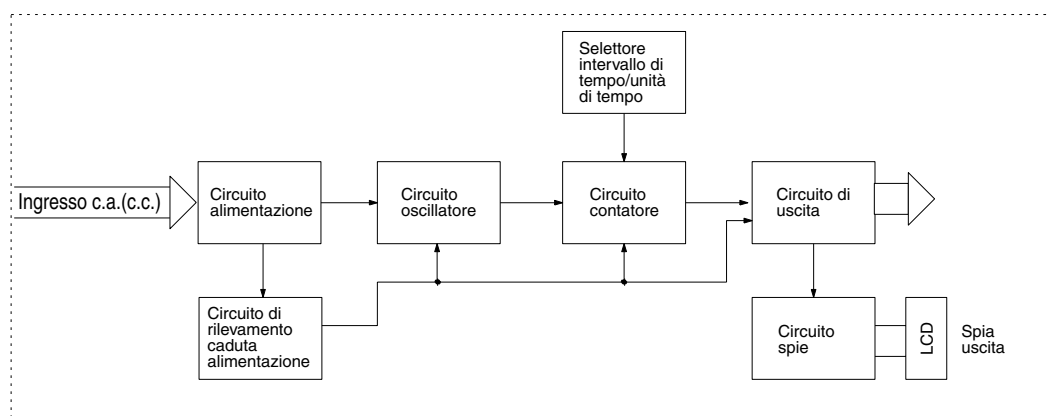 Selettore
intervallo di
tempo/unità
di tempo
Ingresso c.a.(c.c.)
Circuito
alimentazione
Circuito
oscillatore
Circuito
contatore
Circuito di
uscita
Circuito di
rilevamento
caduta
alimentazione
Circuito
spie
LCD
Spia
uscita